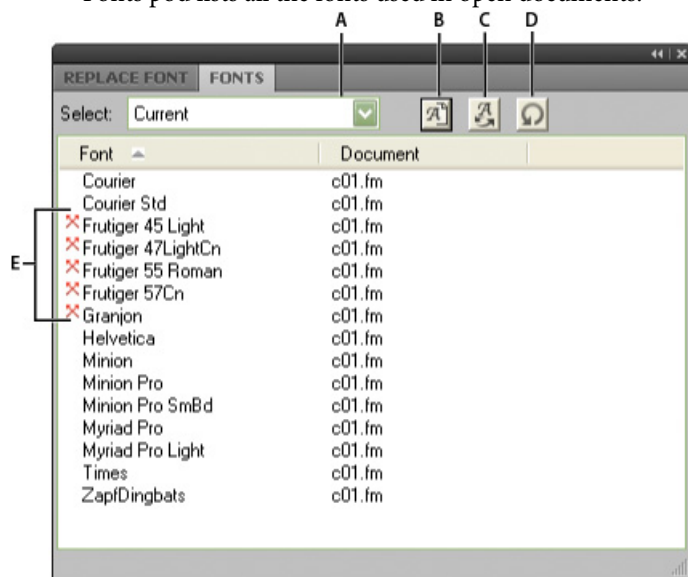 Fonts pod lists all the fonts used in open documents.
A B C D
REPLACE FONT FONTS
Select: Current
Font Document
Courier c01.fm
Courier Std c01.fm
Frutiger 45 Light c01.fm
Frutiger 47LightCn c01.fm
E Frutiger 55 Roman c01.fm
Frutiger 57Cn c01.fm
Granjon c01.fm
Helvetica c01.fm
Minion c01.fm
Minion Pro c01.fm
Minion Pro SmBd c01.fm
Myriad Pro c01.fm
Myriad Pro Light c01.fm
Times c01.fm
ZapfDingbats c01.fm